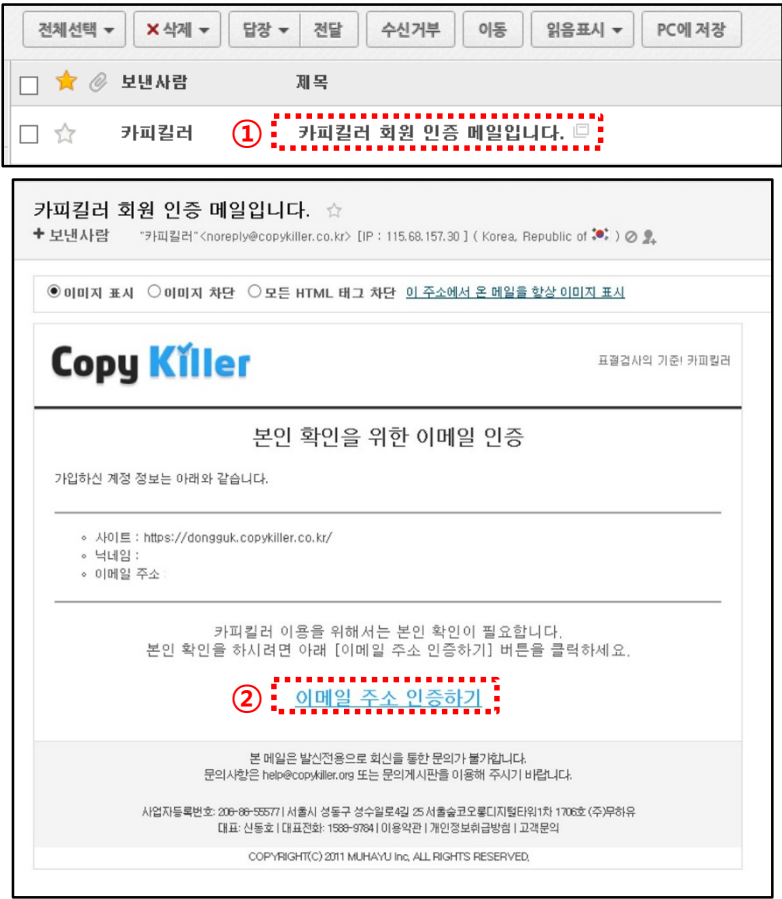 전체선택 ▼ ×삭제 ▼ 답장 ▼ 전달 수신거부 이동 읽음표시 ▼ PC에 저장
보낸사람 제목
카피킬러 ① 카피킬러 회원 인증 메일입니다.
카피킬러 회원 인증 메일입니다. ☆
+ 보낸사람 "카피킬러"<noreply@copykiller.co.kr> [IP : 115.68.157.30 ] ( Korea, Republic of )
이미지 표시 이미지 차단 모든 HTML 태그 차단 이 주소에서 온 메일을 항상 이미지 표시
Copy Killer 표결검사의 기준! 카피킬러
본인 확인을 위한 이메일 인증
가입하신 계정 정보는 아래와 같습니다.
◦ 사이트 : https://dongguk.copykiller.co.kr/
◦ 닉네임 :
◦ 이메일 주소 :
카피킬러 이용을 위해서는 본인 확인이 필요합니다.
본인 확인을 하시려면 아래 [이메일 주소 인증하기] 버튼을 클릭하세요.
② 이메일 주소 인증하기
본 메일은 발신전용으로 회신을 통한 문의가 불가합니다.
문의사항은 help@copykiller.org 또는 문의게시판을 이용해 주시기 바랍니다.
사업자등록번호: 206-86-55577 | 서울시 성동구 성수일로4길 25 서울숲코오롱디지털타워1차 1706호 (주)무하유
대표: 신동호 | 대표전화: 1588-9784 | 이용약관 | 개인정보취급방침 | 고객문의
COPYRIGHT(C) 2011 MUHAYU Inc, ALL RIGHTS RESERVED.